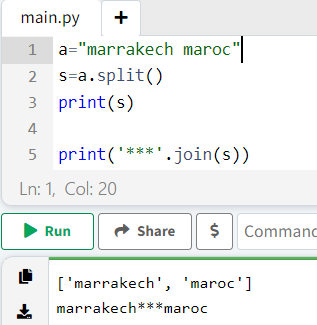 main.py
+
1 a="marrakech maroc"
2 s=a.split()
3 print(s)
4
5 print('***'.join(s))
Ln: 1, Col: 20
Run Share $ Command
['marrakech', 'maroc']
marrakech***maroc